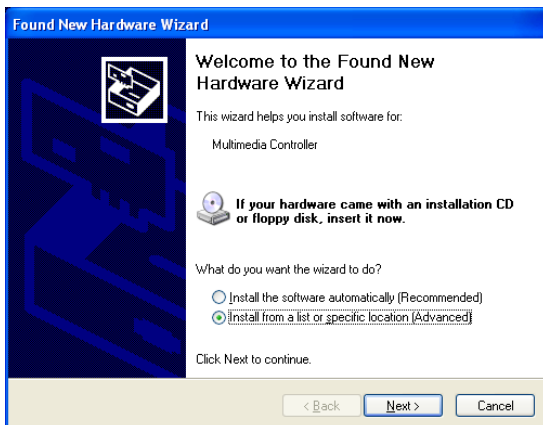 Found New Hardware Wizard
Welcome to the Found New
Hardware Wizard
This wizard helps you install software for:
Multimedia Controller
If your hardware came with an installation CD
or floppy disk, insert it now.
What do you want the wizard to do?
Install the software automatically (Recommended)
Install from a list or specific location (Advanced)
Click Next to continue.
< Back
Next >
Cancel